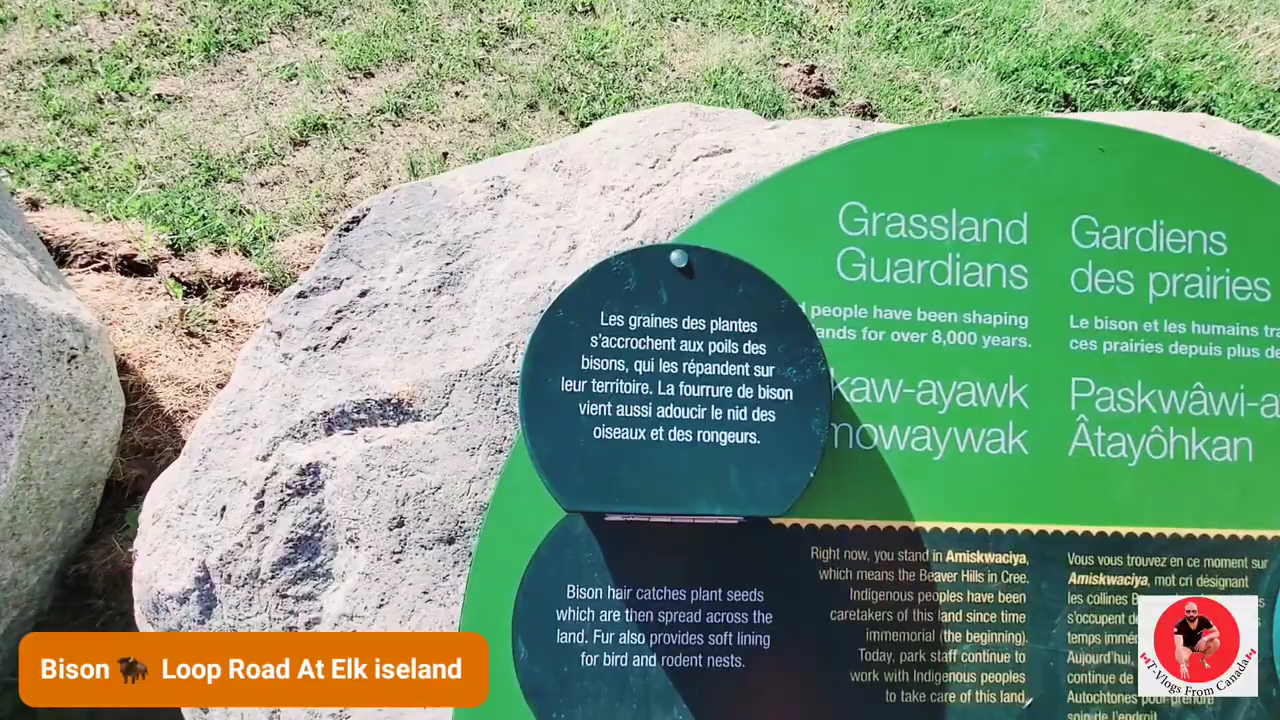 Grassland
Guardians
people have been shaping
for over 8,000 years.
Gardiens
des prairies
Le bison et les humains
ces prairies depuis plus
mowaywak
Âtayôhkan
Les graines des plantes
s'accrochent aux poils des
bisons, qui les répandent sur
leur territoire. La fourrure de bison
vient aussi adoucir le nid des
oiseaux et des rongeurs.
Bison hair catches plant seeds
which are then spread across the
land. Fur also provides soft lining
for bird and rodent nests.
Right now, you stand in Amiskwaciya,
which means the Beaver Hills in Cree.
Indigenous peoples have been
caretakers of this land since time
immemorial (the beginning).
Today, park staff continue to
work with Indigenous peoples
to take care of this land.
Vous vous trouvez en ce moment sur
Amiskwaciya, mot cri désignant
les collines
s'occupent
temps
Aujourd'hui,
continue de
Autochtones pour prendre
soin de l'endroit.
Bison 🐃 Loop Road At Elk iseland
T-Vlogs From Canada